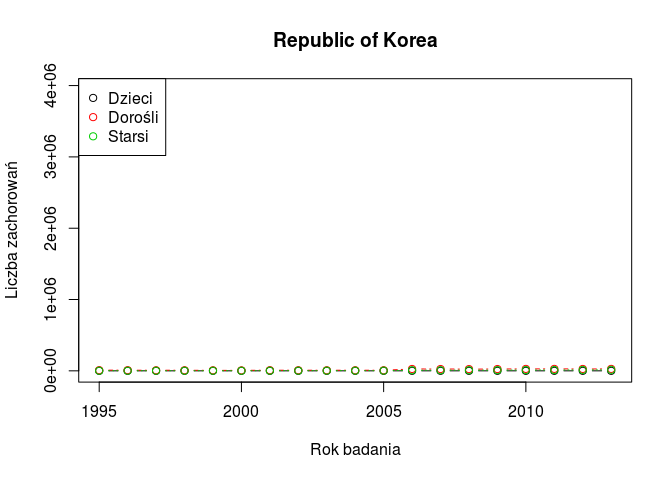 Republic of Korea
Dzieci
Dorośli
Starsi
4e+06
3e+06
2e+06
1e+06
0e+00
Liczba zachorowań
1995
2000
2005
2010
Rok badania